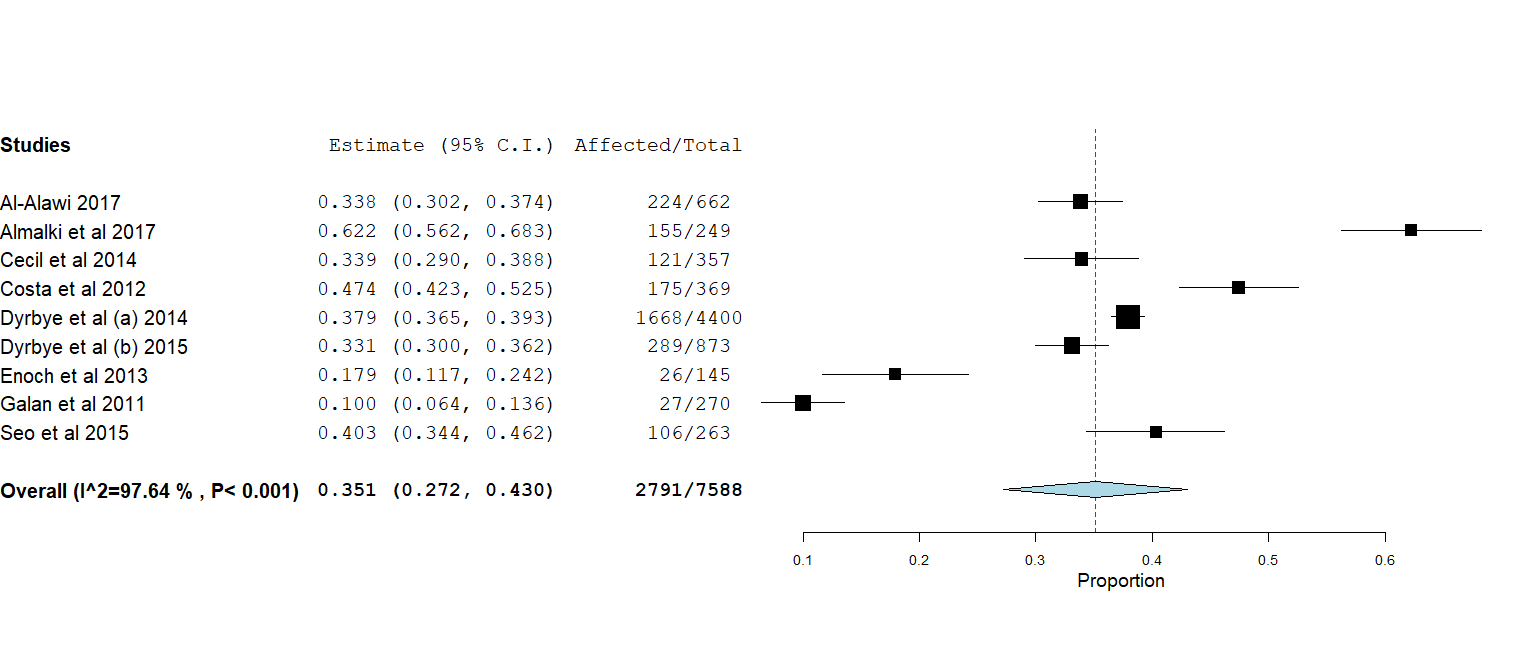 Studies Estimate (95% C.I.) Affected/Total
Al-Alawi 2017 0.338 (0.302, 0.374) 224/662
Almalki et al 2017 0.622 (0.562, 0.683) 155/249
Cecil et al 2014 0.339 (0.290, 0.388) 121/357
Costa et al 2012 0.474 (0.423, 0.525) 175/369
Dyrbye et al (a) 2014 0.379 (0.365, 0.393) 1668/4400
Dyrbye et al (b) 2015 0.331 (0.300, 0.362) 289/873
Enoch et al 2013 0.179 (0.117, 0.242) 26/145
Galan et al 2011 0.100 (0.064, 0.136) 27/270
Seo et al 2015 0.403 (0.344, 0.462) 106/263
Overall (I^2=97.64 % , P< 0.001) 0.351 (0.272, 0.430) 2791/7588
0.1 0.2 0.3 0.4 0.5 0.6
Proportion